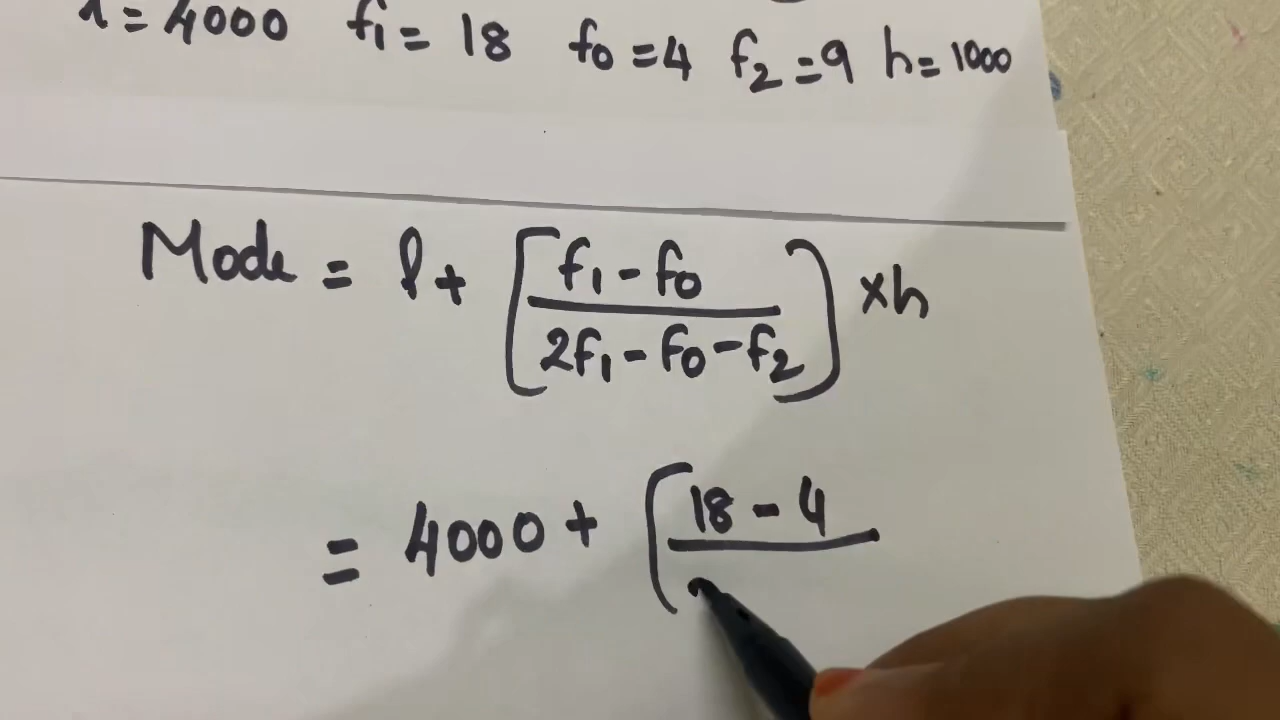 l = 4000 f₁ = 18 f₀ = 4 f₂ = 9 h = 1000
Mode = l + [f₁ - f₀ / 2f₁ - f₀ - f₂] × h
= 4000 + [18 - 4